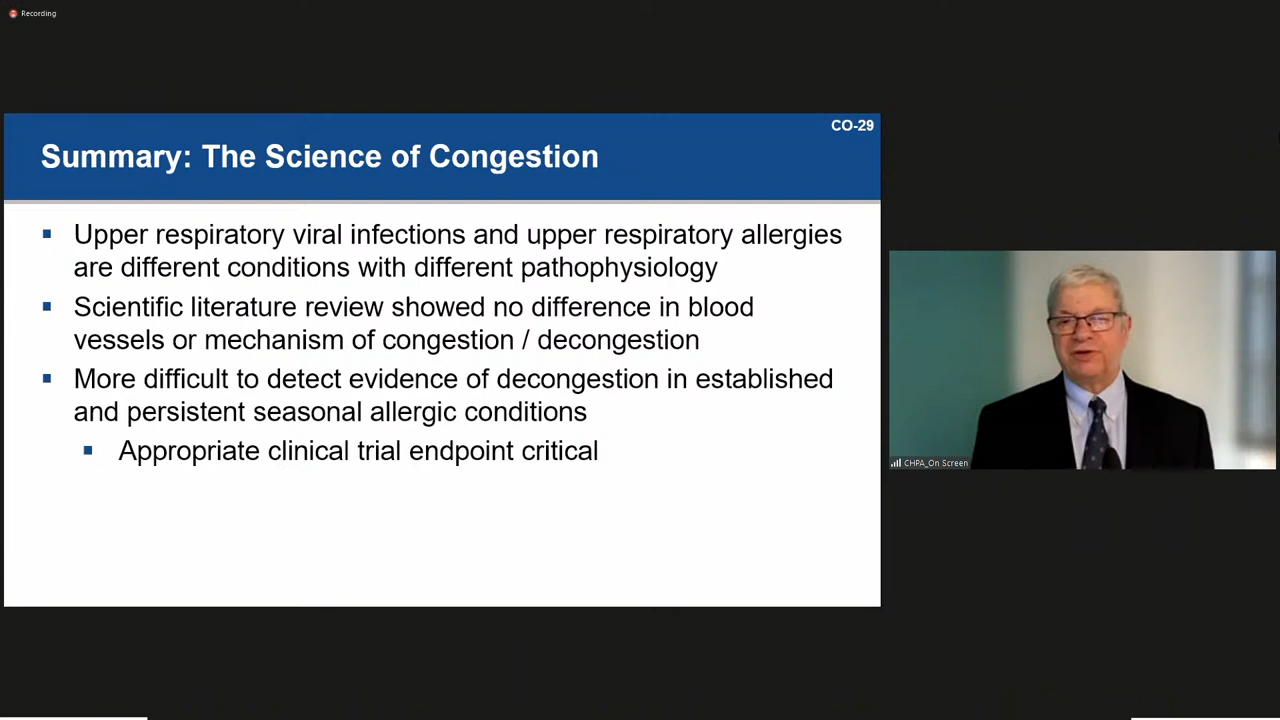 Recording
CO-29
Summary: The Science of Congestion
▪ Upper respiratory viral infections and upper respiratory allergies
are different conditions with different pathophysiology
▪ Scientific literature review showed no difference in blood
vessels or mechanism of congestion / decongestion
▪ More difficult to detect evidence of decongestion in established
and persistent seasonal allergic conditions
▪ Appropriate clinical trial endpoint critical
CHPA_On Screen